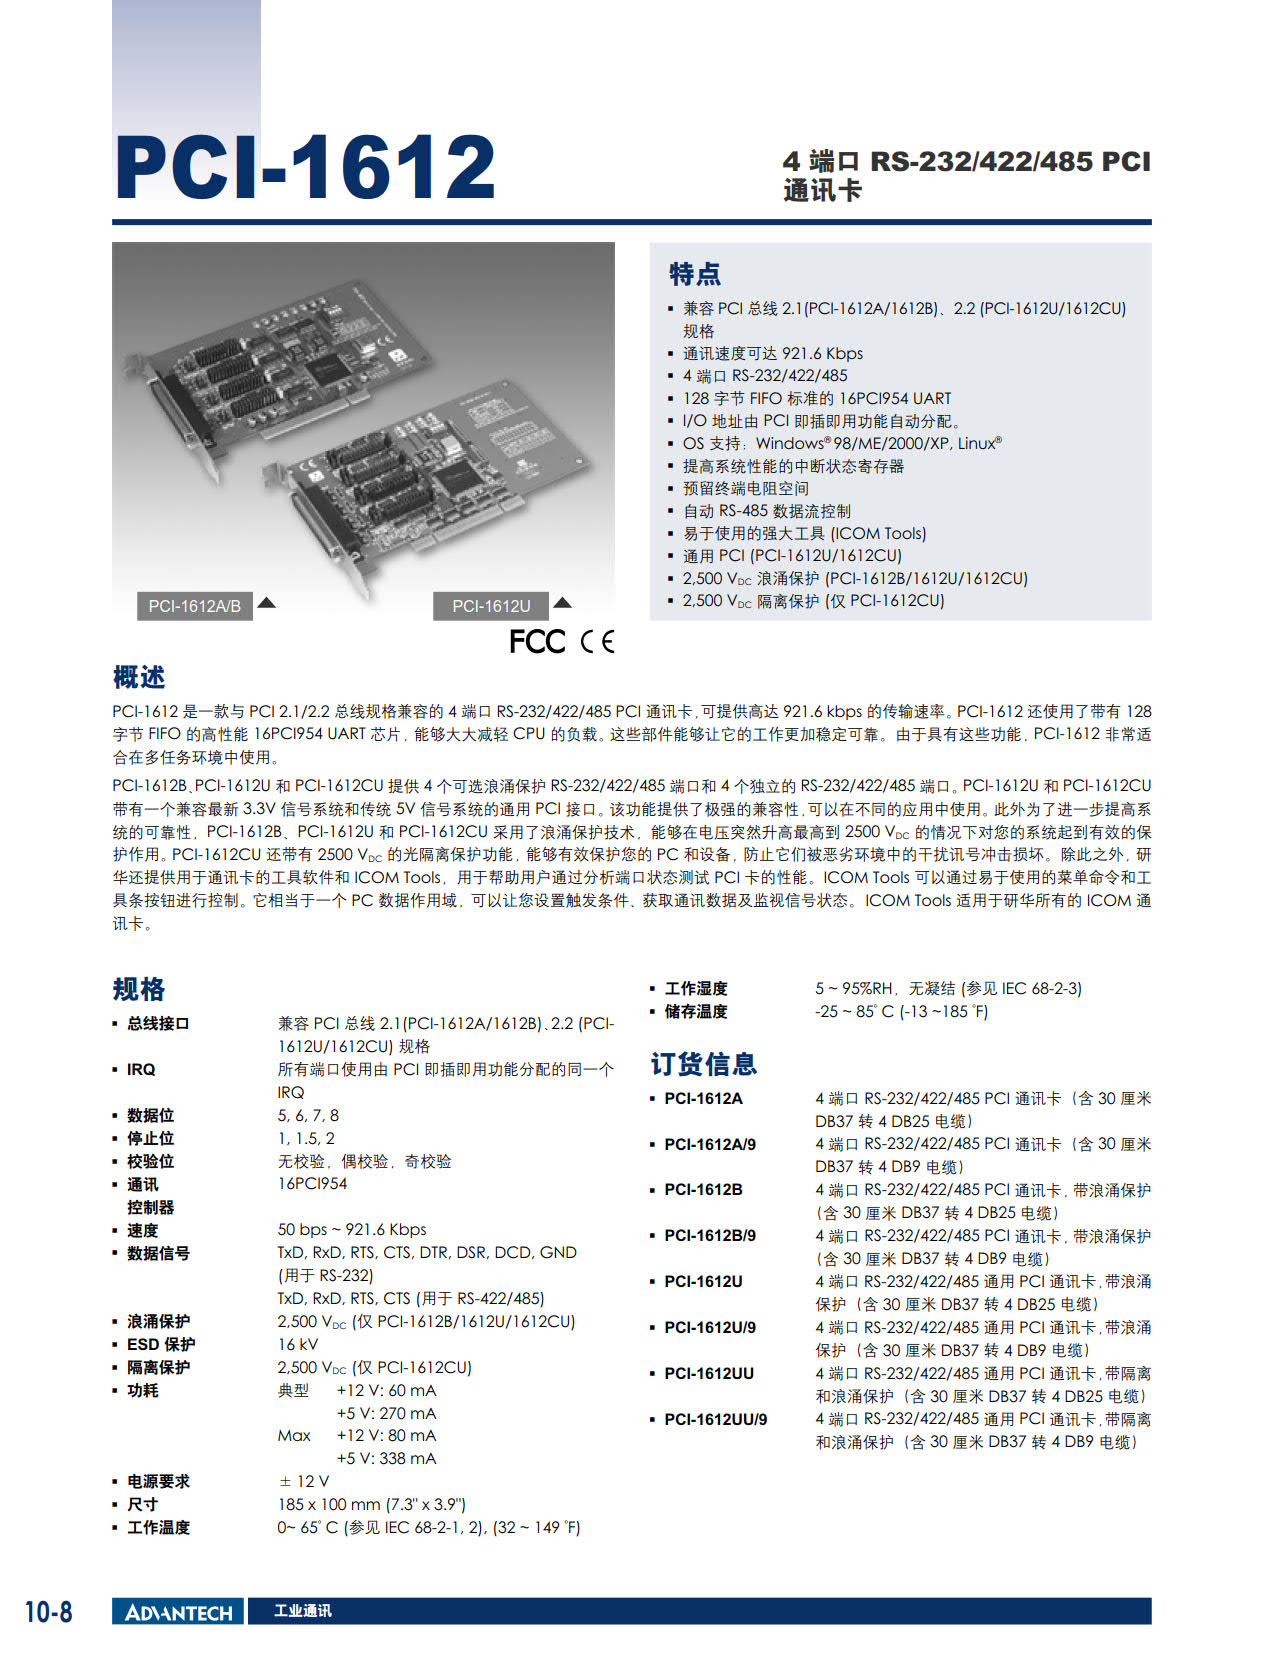 PCI-1612
4 端口 RS-232/422/485 PCI
通讯卡
PCI-1612A/B
PCI-1612U
FCC CE
特点
▪ 兼容 PCI 总线 2.1(PCI-1612A/1612B)、2.2 (PCI-1612U/1612CU)
规格
▪ 通讯速度可达 921.6 Kbps
▪ 4 端口 RS-232/422/485
▪ 128 字节 FIFO 标准的 16PCI954 UART
▪ I/O 地址由 PCI 即插即用功能自动分配。
▪ OS 支持: Windows® 98/ME/2000/XP, Linux®
▪ 提高系统性能的中断状态寄存器
▪ 预留终端电阻空间
▪ 自动 RS-485 数据流控制
▪ 易于使用的强大工具 (ICOM Tools)
▪ 通用 PCI (PCI-1612U/1612CU)
▪ 2,500 VDC 浪涌保护 (PCI-1612B/1612U/1612CU)
▪ 2,500 VDC 隔离保护 (仅 PCI-1612CU)
概述
PCI-1612 是一款与 PCI 2.1/2.2 总线规格兼容的 4 端口 RS-232/422/485 PCI 通讯卡,可提供高达 921.6 kbps 的传输速率。PCI-1612 还使用了带有 128
字节 FIFO 的高性能 16PCI954 UART 芯片，能够大大减轻 CPU 的负载。这些部件能够让它的工作更加稳定可靠。由于具有这些功能，PCI-1612 非常适
合在多任务环境中使用。
PCI-1612B、PCI-1612U 和 PCI-1612CU 提供 4 个可选浪涌保护 RS-232/422/485 端口和 4 个独立的 RS-232/422/485 端口。PCI-1612U 和 PCI-1612CU
带有一个兼容最新 3.3V 信号系统和传统 5V 信号系统的通用 PCI 接口。该功能提供了极强的兼容性,可以在不同的应用中使用。此外为了进一步提高系
统的可靠性，PCI-1612B、PCI-1612U 和 PCI-1612CU 采用了浪涌保护技术，能够在电压突然升高最高到 2500 VDC 的情况下对您的系统起到有效的保
护作用。PCI-1612CU 还带有 2500 VDC 的光隔离保护功能，能够有效保护您的 PC 和设备，防止它们被恶劣环境中的干扰讯号冲击损坏。除此之外，研
华还提供用于通讯卡的工具软件和 ICOM Tools，用于帮助用户通过分析端口状态测试 PCI 卡的性能。ICOM Tools 可以通过易于使用的菜单命令和工
具条按钮进行控制。它相当于一个 PC 数据作用域，可以让您设置触发条件、获取通讯数据及监视信号状态。ICOM Tools 适用于研华所有的 ICOM 通
讯卡。
规格
▪ 总线接口 兼容 PCI 总线 2.1(PCI-1612A/1612B)、2.2 (PCI-
1612U/1612CU) 规格
▪ IRQ 所有端口使用由 PCI 即插即用功能分配的同一个
IRQ
▪ 数据位 5, 6, 7, 8
▪ 停止位 1, 1.5, 2
▪ 校验位 无校验，偶校验，奇校验
▪ 通讯 16PCI954
控制器
▪ 速度 50 bps ~ 921.6 Kbps
▪ 数据信号 TxD, RxD, RTS, CTS, DTR, DSR, DCD, GND
(用于 RS-232)
TxD, RxD, RTS, CTS (用于 RS-422/485)
▪ 浪涌保护 2,500 VDC (仅 PCI-1612B/1612U/1612CU)
▪ ESD 保护 16 kV
▪ 隔离保护 2,500 VDC (仅 PCI-1612CU)
▪ 功耗 典型 +12 V: 60 mA
+5 V: 270 mA
Max +12 V: 80 mA
+5 V: 338 mA
▪ 电源要求 ± 12 V
▪ 尺寸 185 x 100 mm (7.3" x 3.9")
▪ 工作温度 0~ 65° C (参见 IEC 68-2-1, 2), (32 ~ 149 °F)
▪ 工作湿度 5 ~ 95%RH，无凝结 (参见 IEC 68-2-3)
▪ 储存温度 -25 ~ 85° C (-13 ~185 °F)
订货信息
▪ PCI-1612A 4 端口 RS-232/422/485 PCI 通讯卡（含 30 厘米
DB37 转 4 DB25 电缆）
▪ PCI-1612A/9 4 端口 RS-232/422/485 PCI 通讯卡（含 30 厘米
DB37 转 4 DB9 电缆）
▪ PCI-1612B 4 端口 RS-232/422/485 PCI 通讯卡，带浪涌保护
（含 30 厘米 DB37 转 4 DB25 电缆）
▪ PCI-1612B/9 4 端口 RS-232/422/485 PCI 通讯卡，带浪涌保护
（含 30 厘米 DB37 转 4 DB9 电缆）
▪ PCI-1612U 4 端口 RS-232/422/485 通用 PCI 通讯卡,带浪涌
保护（含 30 厘米 DB37 转 4 DB25 电缆）
▪ PCI-1612U/9 4 端口 RS-232/422/485 通用 PCI 通讯卡,带浪涌
保护（含 30 厘米 DB37 转 4 DB9 电缆）
▪ PCI-1612UU 4 端口 RS-232/422/485 通用 PCI 通讯卡,带隔离
和浪涌保护（含 30 厘米 DB37 转 4 DB25 电缆）
▪ PCI-1612UU/9 4 端口 RS-232/422/485 通用 PCI 通讯卡,带隔离
和浪涌保护（含 30 厘米 DB37 转 4 DB9 电缆）
10-8
ADVANTECH
工业通讯